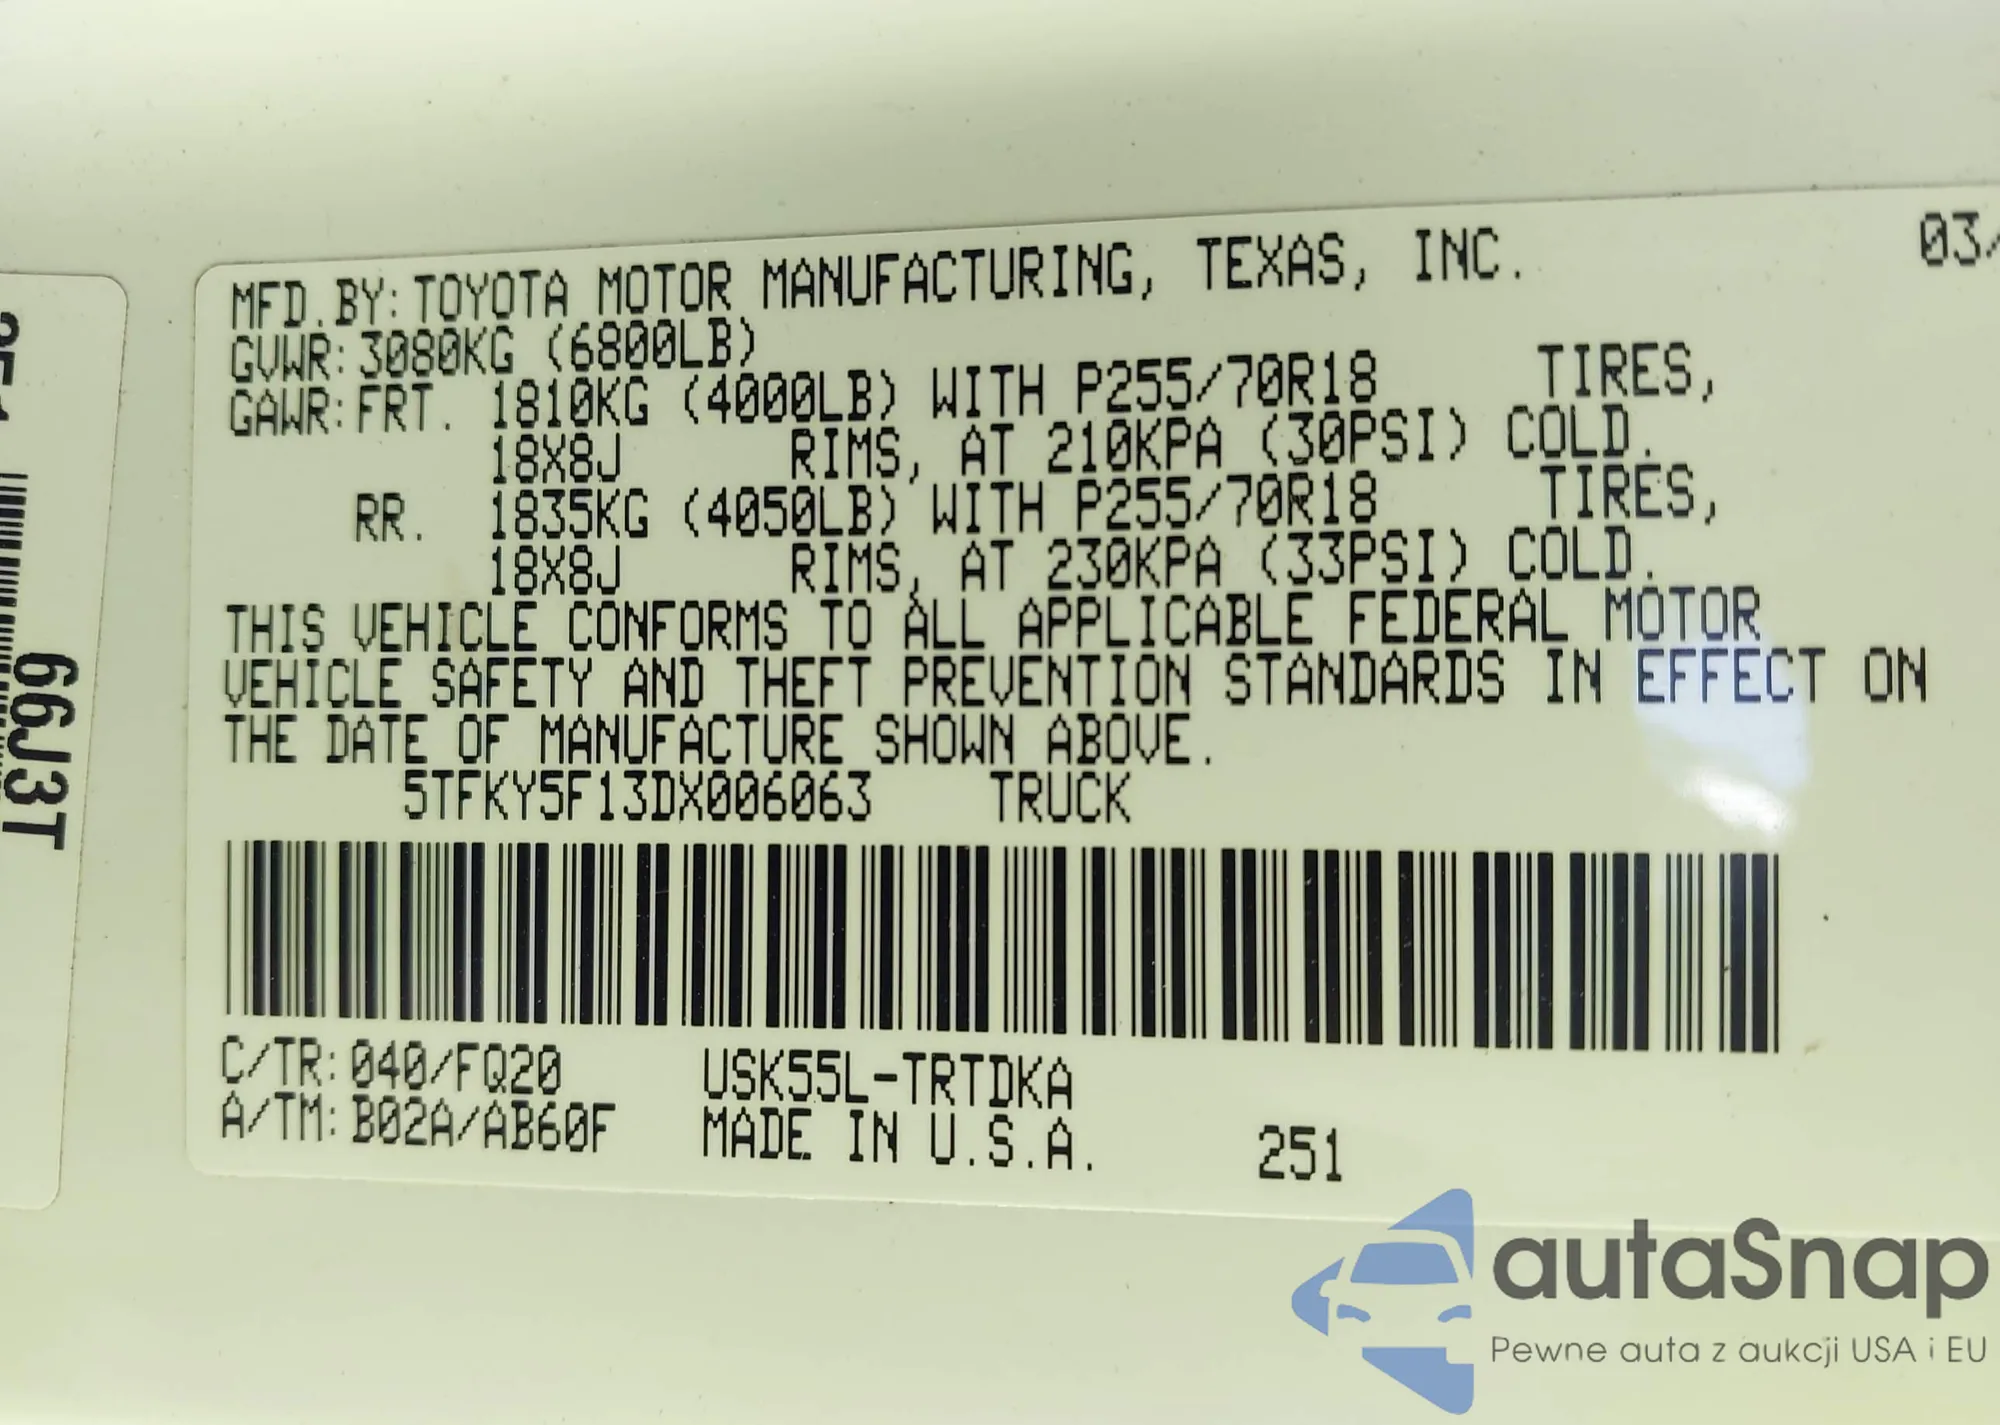 03/
MFD.BY:TOYOTA MOTOR MANUFACTURING, TEXAS, INC.
GVWR:3080KG (6800LB)
GAWR:FRT. 1810KG (4000LB) WITH P255/70R18 TIRES,
18X8J RIMS, AT 210KPA (30PSI) COLD.
RR. 1835KG (4050LB) WITH P255/70R18 TIRES,
18X8J RIMS, AT 230KPA (33PSI) COLD.
THIS VEHICLE CONFORMS TO ALL APPLICABLE FEDERAL MOTOR
VEHICLE SAFETY AND THEFT PREVENTION STANDARDS IN EFFECT ON
THE DATE OF MANUFACTURE SHOWN ABOVE.
5TFKY5F13DX006063 TRUCK
C/TR:040/FQ20 USK55L-TRTDKA
A/TM:B02A/AB60F MADE IN U.S.A. 251
66J3T
autaSnap
Pewne auta z aukcji USA i EU